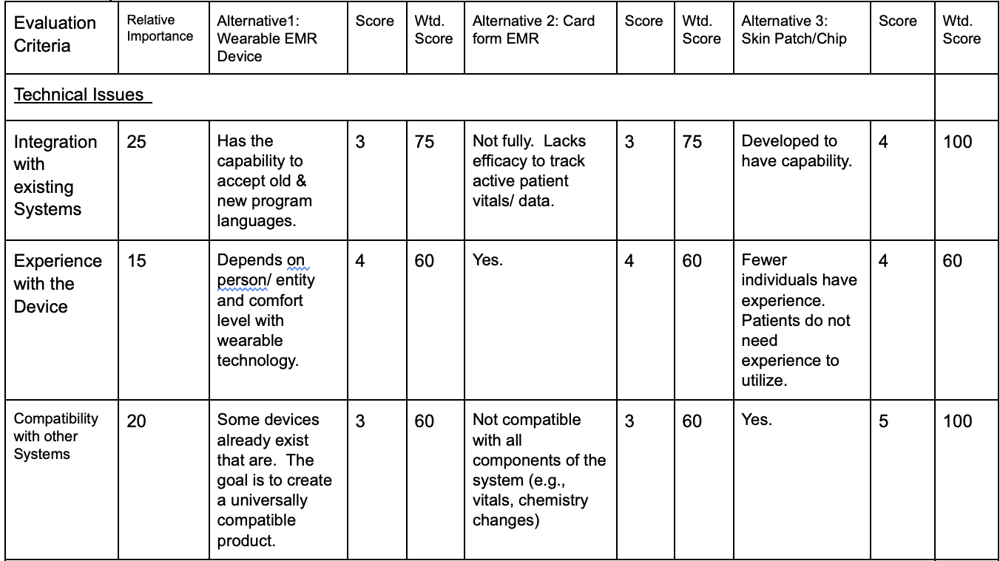 Evaluation
Criteria
Relative
Importance
Alternative1:
Wearable EMR
Device
Score
Wtd.
Score
Alternative 2: Card
form EMR
Score
Wtd.
Score
Alternative 3:
Skin Patch/Chip
Score
Wtd.
Score
Technical Issues
Integration
with
existing
Systems
25
Has the
capability to
accept old &
new program
languages.
3
75
Not fully.  Lacks
efficacy to track
active patient
vitals/ data.
3
75
Developed to
have capability.
4
100
Experience
with the
Device
15
Depends on
person/ entity
and comfort
level with
wearable
technology.
4
60
Yes.
4
60
Fewer
individuals have
experience.
Patients do not
need
experience to
utilize.
4
60
Compatibility
with other
Systems
20
Some devices
already exist
that are.  The
goal is to create
a universally
compatible
product.
3
60
Not compatible
with all
components of the
system (e.g.,
vitals, chemistry
changes)
3
60
Yes.
5
100